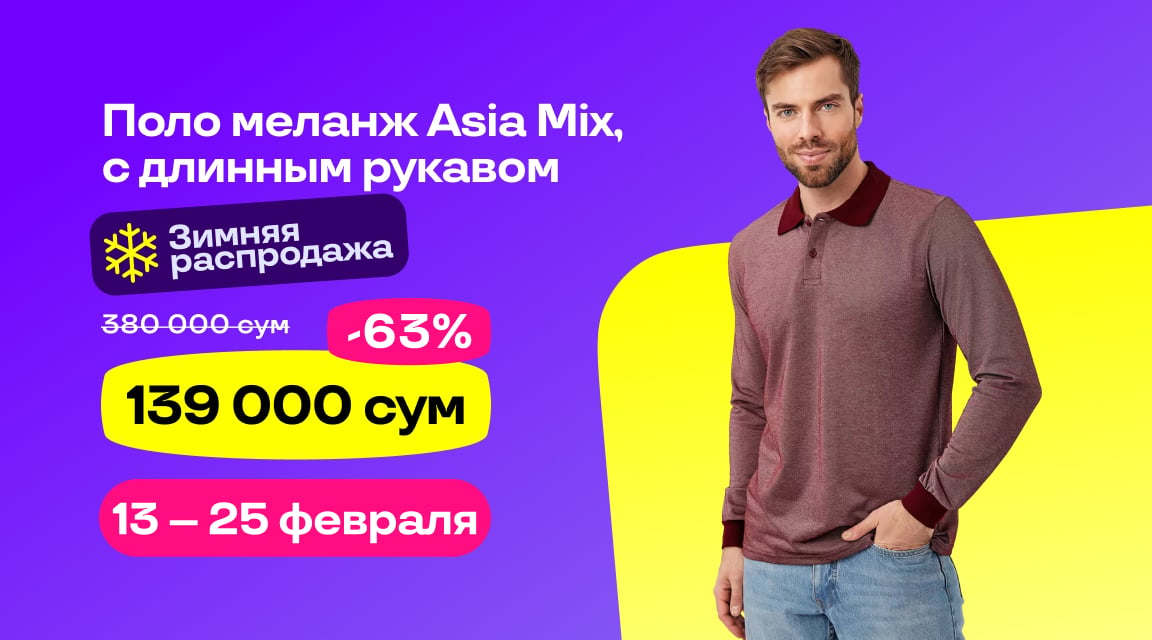 Поло меланж Asia Mix,
с длинным рукавом
Зимняя
распродажа
380 000 сум
-63%
139 000 сум
13 – 25 февраля